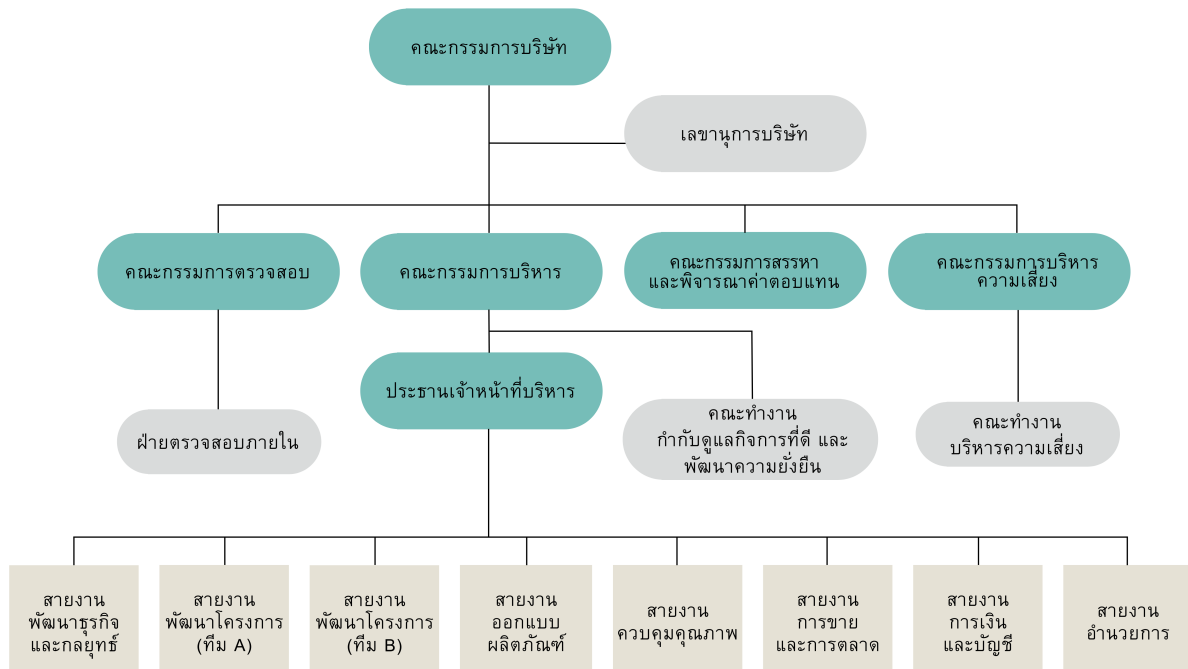 คณะกรรมการบริษัท
เลขานุการบริษัท
คณะกรรมการตรวจสอบ
คณะกรรมการบริหาร
คณะกรรมการสรรหา
และพิจารณาค่าตอบแทน
คณะกรรมการบริหาร
ความเสี่ยง
ประธานเจ้าหน้าที่บริหาร
ฝ่ายตรวจสอบภายใน
คณะทำงาน
กำกับดูแลกิจการที่ดี และ
พัฒนาความยั่งยืน
คณะทำงาน
บริหารความเสี่ยง
สายงาน
พัฒนาธุรกิจ
และกลยุทธ์
สายงาน
พัฒนาโครงการ
(ทีม A)
สายงาน
พัฒนาโครงการ
(ทีม B)
สายงาน
ออกแบบ
ผลิตภัณฑ์
สายงาน
ควบคุมคุณภาพ
สายงาน
การขาย
และการตลาด
สายงาน
การเงิน
และบัญชี
สายงาน
อำนวยการ